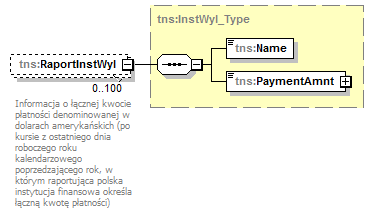 tns:InstWyl_Type
tns:RaportInstWyl
0..100
tns:Name
tns:PaymentAmnt
Informacja o łącznej kwocie
płatności denominowanej w
dolarach amerykańskich (po
kursie z ostatniego dnia
roboczego roku
kalendarzowego
poprzedzającego rok, w
którym raportująca polska
instytucja finansowa określa
łączną kwotę płatności)